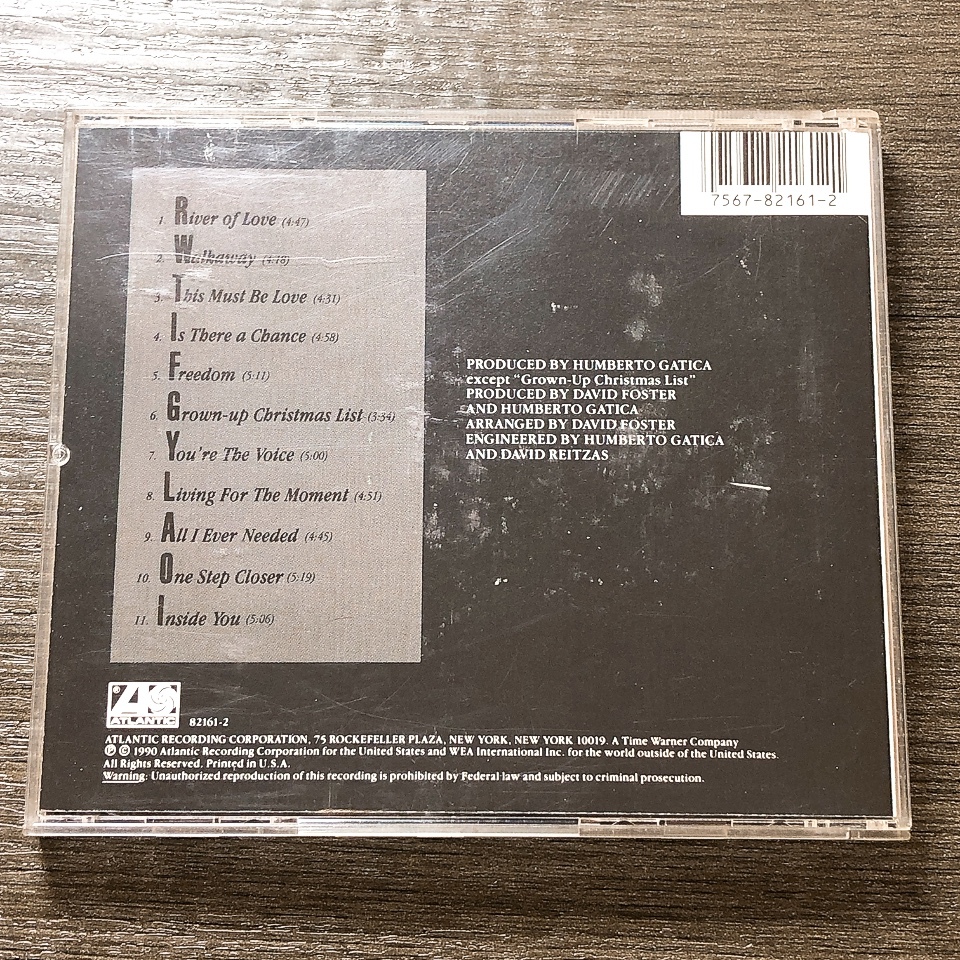 7567-82161-2
1. River of Love (4:47)
2. Walkaway (4:18)
3. This Must Be Love (4:31)
4. Is There a Chance (4:58)
5. Freedom (5:11)
6. Grown-up Christmas List (3:34)
7. You're The Voice (5:00)
8. Living For The Moment (4:51)
9. All I Ever Needed (4:45)
10. One Step Closer (5:19)
11. Inside You (5:06)
PRODUCED BY HUMBERTO GATICA
except "Grown-Up Christmas List"
PRODUCED BY DAVID FOSTER
AND HUMBERTO GATICA
ARRANGED BY DAVID FOSTER
ENGINEERED BY HUMBERTO GATICA
AND DAVID REITZAS
ATLANTIC
82161-2
ATLANTIC RECORDING CORPORATION, 75 ROCKEFELLER PLAZA, NEW YORK, NEW YORK 10019. A Time Warner Company
℗ © 1990 Atlantic Recording Corporation for the United States and WEA International Inc. for the world outside of the United States.
All Rights Reserved. Printed in U.S.A.
Warning: Unauthorized reproduction of this recording is prohibited by Federal law and subject to criminal prosecution.